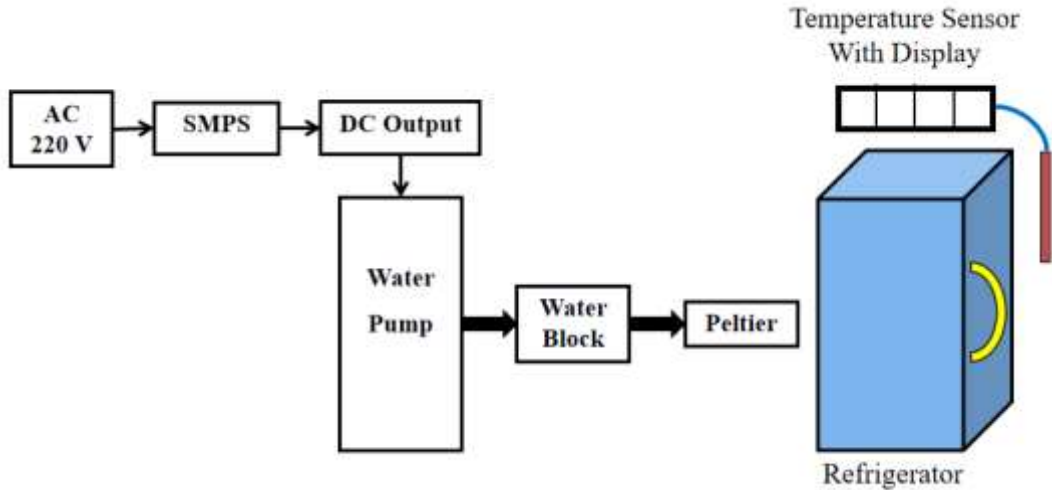 Temperature Sensor
With Display
AC
220 V
SMPS
DC Output
Water
Pump
Water
Block
Peltier
Refrigerator